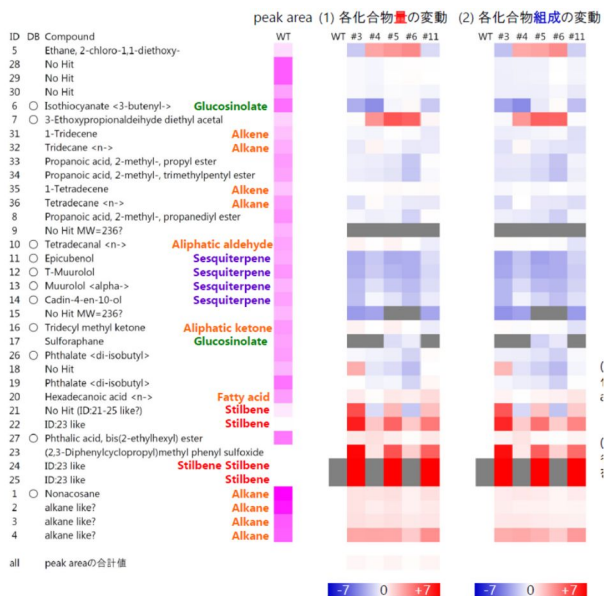 peak area (1) 各化合物量の変動 (2) 各化合物組成の変動
ID DB Compound WT WT #3 #4 #5 #6 #11 WT #3 #4 #5 #6 #11
5 Ethane, 2-chloro-1,1-diethoxy-
28 No Hit
29 No Hit
30 No Hit
6 ○ Isothiocyanate <3-butenyl-> Glucosinolate
7 ○ 3-Ethoxypropionaldeihyde diethyl acetal
31 1-Tridecene Alkene
32 Tridecane <n-> Alkane
33 Propanoic acid, 2-methyl-, propyl ester
34 Propanoic acid, 2-methyl-, trimethylpentyl ester
35 1-Tetradecene Alkene
36 Tetradecane <n-> Alkane
8 Propanoic acid, 2-methyl-, propanediyl ester
9 No Hit MW=236?
10 ○ Tetradecanal <n-> Aliphatic aldehyde
11 ○ Epicubenol Sesquiterpene
12 ○ T-Muurolol Sesquiterpene
13 ○ Muurolol <alpha-> Sesquiterpene
14 ○ Cadin-4-en-10-ol Sesquiterpene
15 No Hit MW=236?
16 ○ Tridecyl methyl ketone Aliphatic ketone
17 Sulforaphane Glucosinolate
26 ○ Phthalate <di-isobutyl>
18 No Hit
19 Phthalate <di-isobutyl>
20 Hexadecanoic acid <n-> Fatty acid
21 No Hit (ID:21-25 like?) Stilbene
22 ID:23 like Stilbene
27 ○ Phthalic acid, bis(2-ethylhexyl) ester
23 (2,3-Diphenylcyclopropyl)methyl phenyl sulfoxide
24 ID:23 like Stilbene Stilbene
25 ID:23 like Stilbene
1 ○ Nonacosane Alkane
2 alkane like? Alkane
3 alkane like? Alkane
4 alkane like? Alkane
all peak areaの合計値
-7 0 +7 -7 0 +7